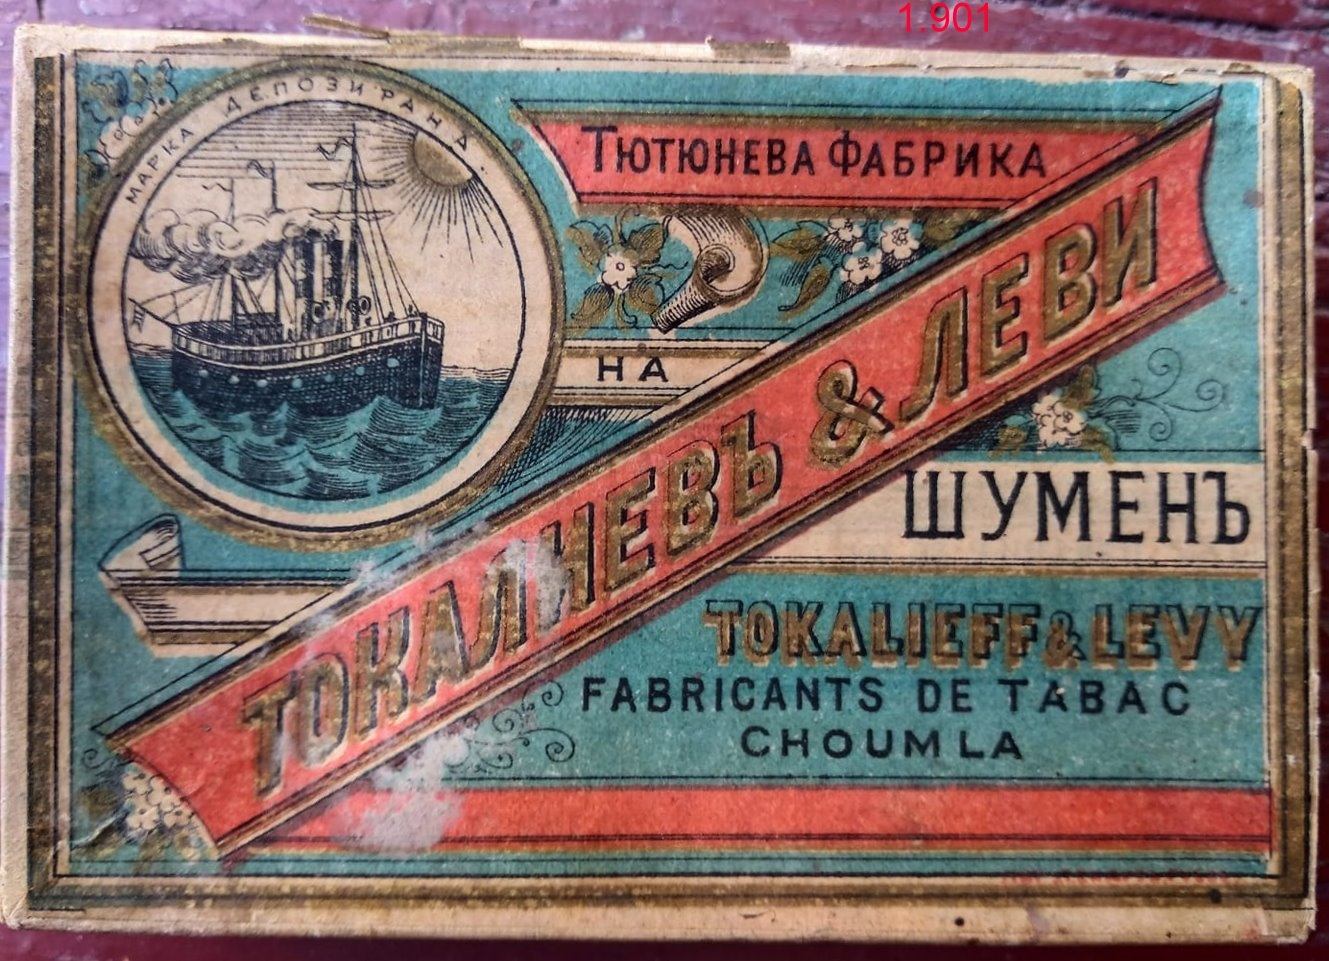 1.901
МАРКА ДЕПОЗИРАНА
ТЮТЮНЕВА ФАБРИКА
НА
ТОКАЛИЕВЪ & ЛЕВИ
ШУМЕНЪ
TOKALIEFF & LEVY
FABRICANTS DE TABAC
CHOUMLA